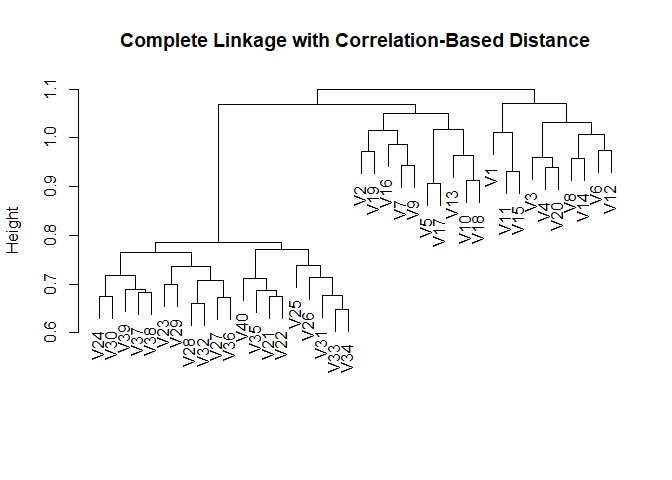 Complete Linkage with Correlation-Based Distance
Height
1.1
1.0
0.9
0.8
0.7
0.6
V24
V30
V39
V37
V38
V23
V29
V28
V32
V27
V36
V40
V35
V21
V22
V25
V26
V31
V33
V34
V2
V19
V16
V7
V9
V5
V17
V13
V10
V18
V1
V11
V15
V3
V4
V20
V8
V14
V6
V12